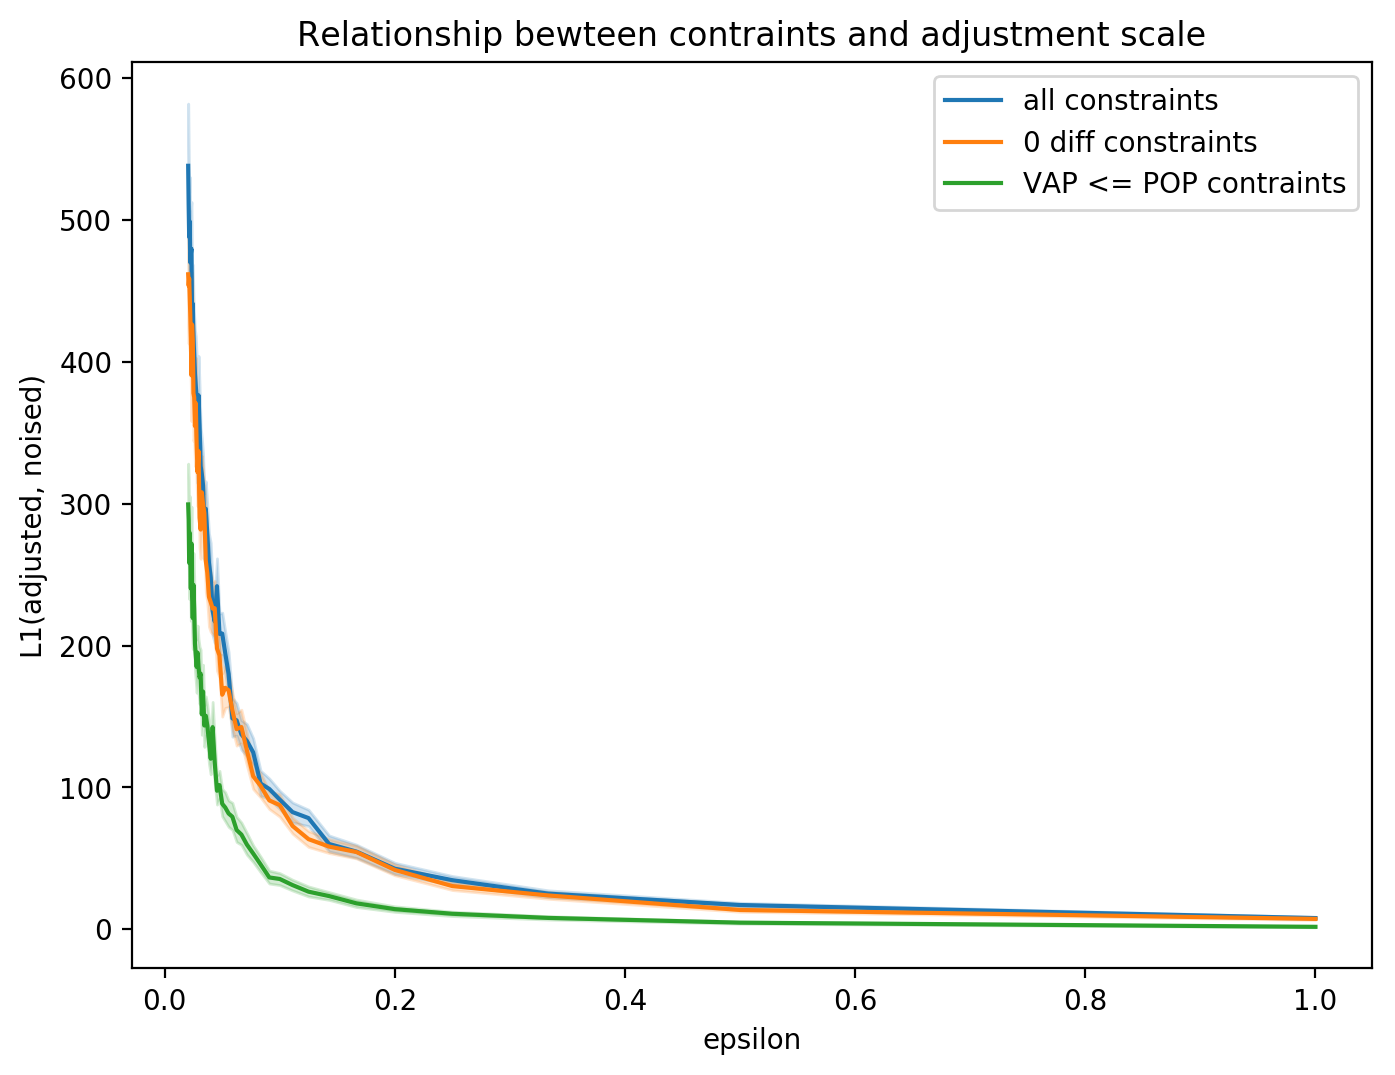 Relationship bewteen contraints and adjustment scale
all constraints
0 diff constraints
VAP <= POP contraints
L1(adjusted, noised)
600
500
400
300
200
100
0
0.0 0.2 0.4 0.6 0.8 1.0
epsilon